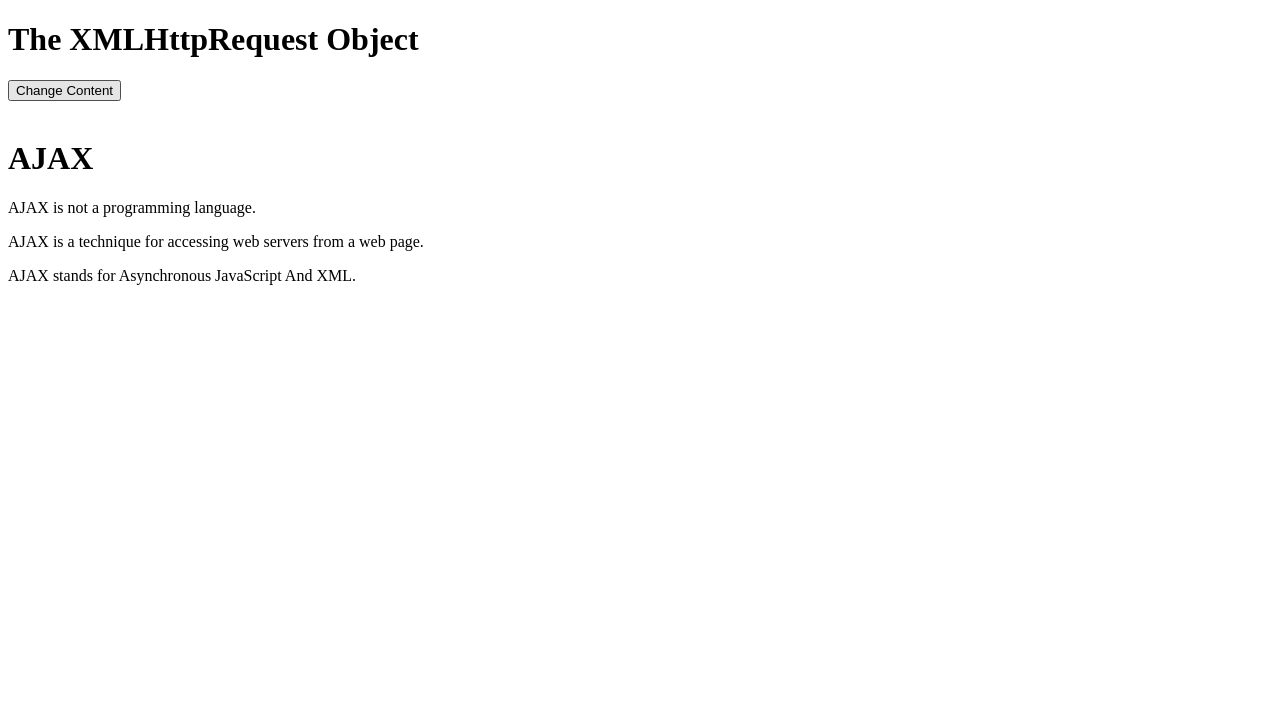 The XMLHttpRequest Object
Change Content
AJAX
AJAX is not a programming language.
AJAX is a technique for accessing web servers from a web page.
AJAX stands for Asynchronous JavaScript And XML.